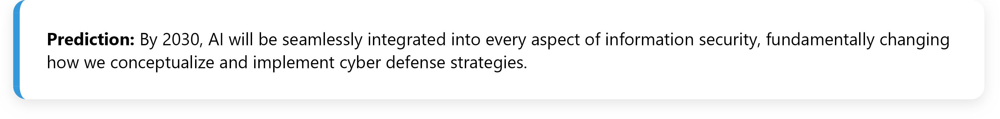 Prediction: By 2030, AI will be seamlessly integrated into every aspect of information security, fundamentally changing
how we conceptualize and implement cyber defense strategies.